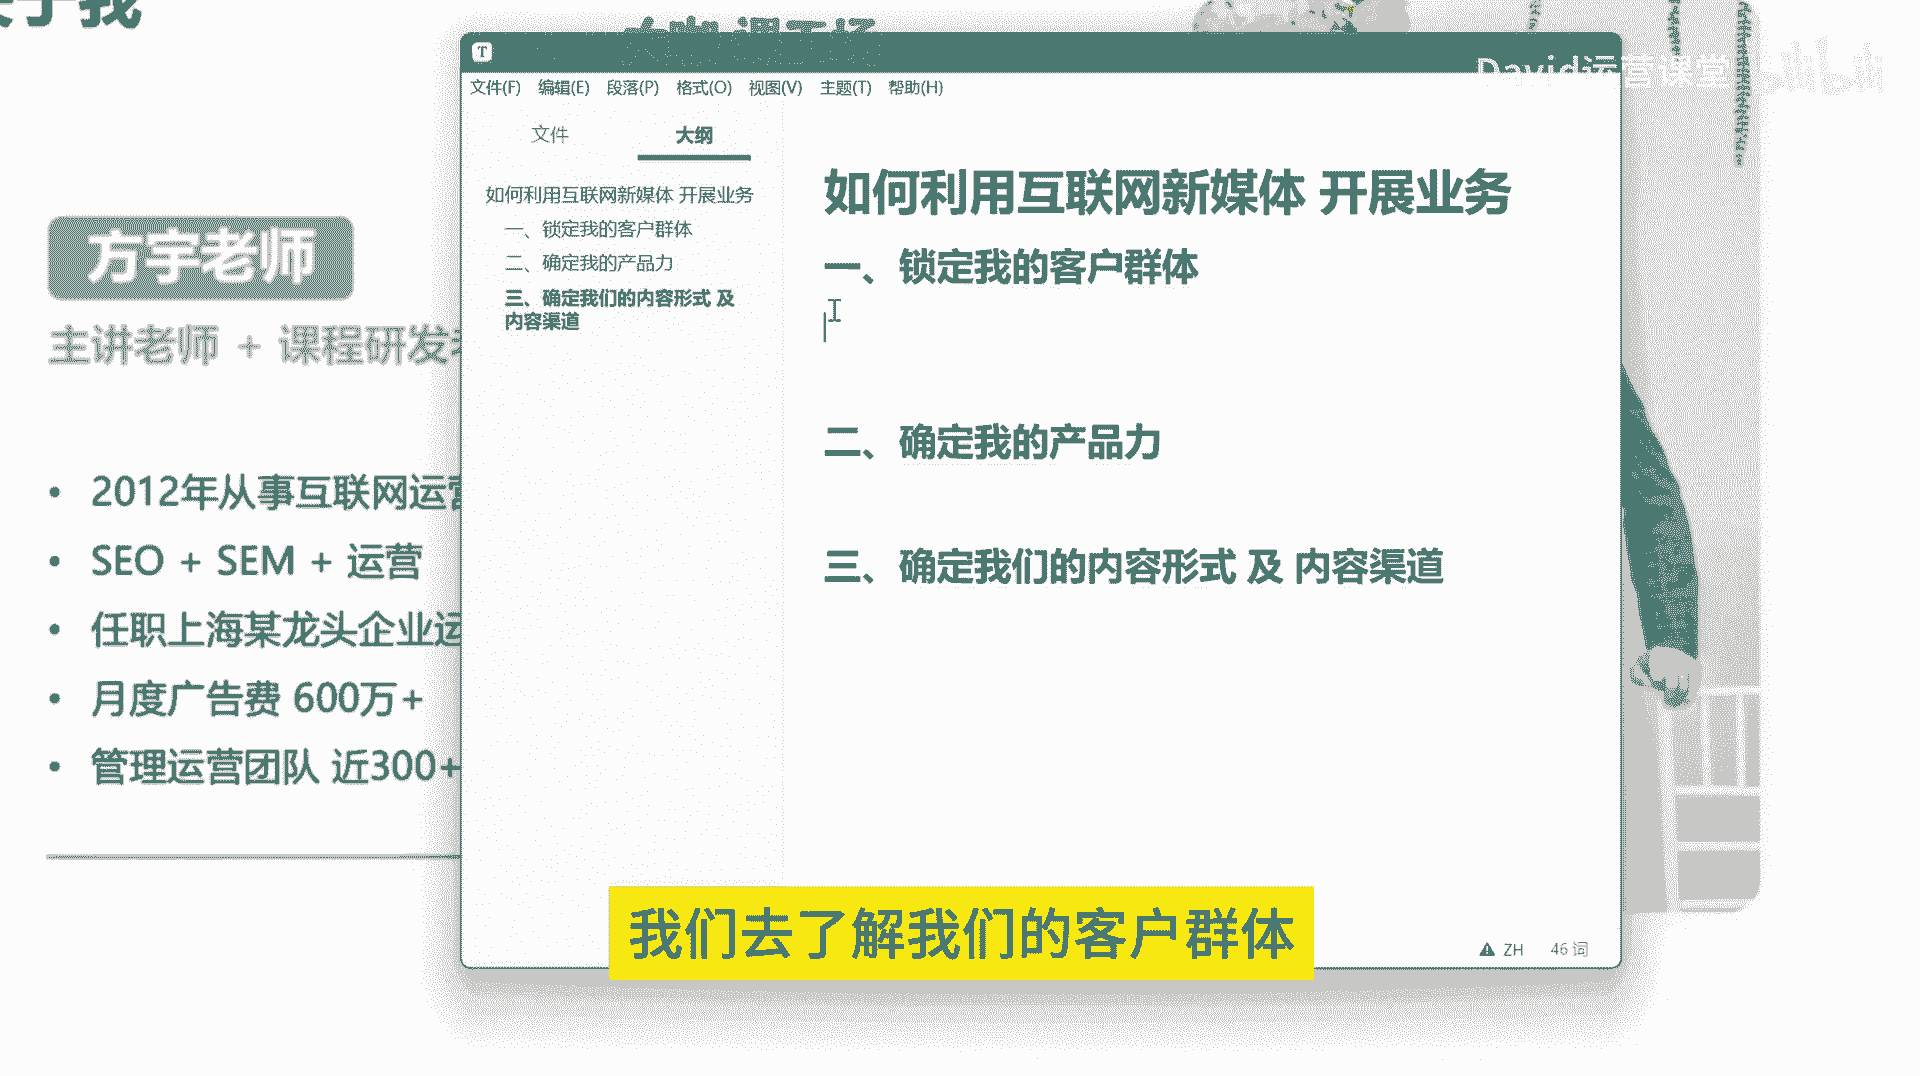 T
David运营课堂 bilibili
文件(F) 编辑(E) 段落(P) 格式(O) 视图(V) 主题(T) 帮助(H)
文件 大纲
如何利用互联网新媒体 开展业务
一、锁定我的客户群体
二、确定我的产品力
三、确定我们的内容形式 及
内容渠道
如何利用互联网新媒体 开展业务
一、锁定我的客户群体
二、确定我的产品力
三、确定我们的内容形式 及 内容渠道
方宇老师
主讲老师 + 课程研发
• 2012年从事互联网运营
• SEO + SEM + 运营
• 任职上海某龙头企业运
• 月度广告费 600万+
• 管理运营团队 近300+
我们去了解我们的客户群体
ZH 46 词